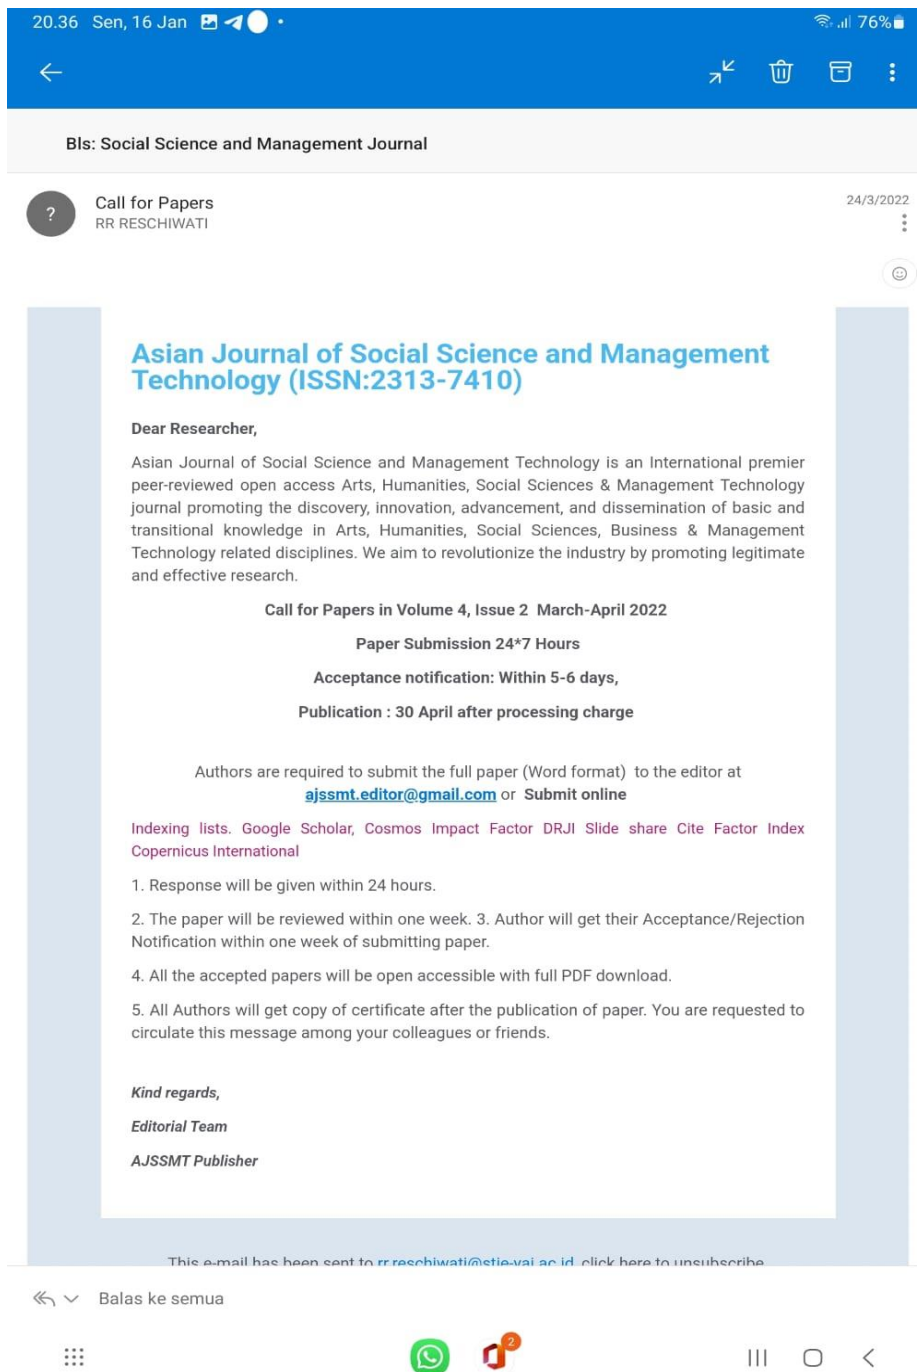 20.36 Sen, 16 Jan
76%
Bls: Social Science and Management Journal
?
Call for Papers
24/3/2022
RR RESCHIWATI
Asian Journal of Social Science and Management
Technology (ISSN:2313-7410)
Dear Researcher,
Asian Journal of Social Science and Management Technology is an International premier
peer-reviewed open access Arts, Humanities, Social Sciences & Management Technology
journal promoting the discovery, innovation, advancement, and dissemination of basic and
transitional knowledge in Arts, Humanities, Social Sciences, Business & Management
Technology related disciplines. We aim to revolutionize the industry by promoting legitimate
and effective research.
Call for Papers in Volume 4, Issue 2 March-April 2022
Paper Submission 24*7 Hours
Acceptance notification: Within 5-6 days,
Publication : 30 April after processing charge
Authors are required to submit the full paper (Word format) to the editor at
ajssmt.editor@gmail.com or Submit online
Indexing lists. Google Scholar, Cosmos Impact Factor DRJI Slide share Cite Factor Index
Copernicus International
1. Response will be given within 24 hours.
2. The paper will be reviewed within one week. 3. Author will get their Acceptance/Rejection
Notification within one week of submitting paper.
4. All the accepted papers will be open accessible with full PDF download.
5. All Authors will get copy of certificate after the publication of paper. You are requested to
circulate this message among your colleagues or friends.
Kind regards,
Editorial Team
AJSSMT Publisher
This e-mail has been sent to rr.reschiwati@stie-yai.ac.id, click here to unsubscribe
Balas ke semua
2